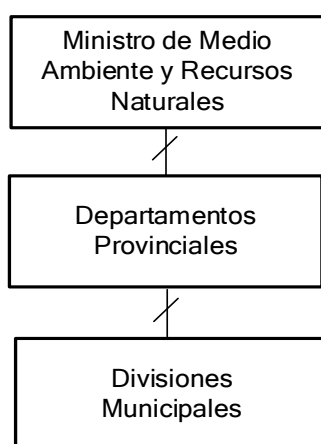 Ministro de Medio
Ambiente y Recursos
Naturales
Departamentos
Provinciales
Divisiones
Municipales